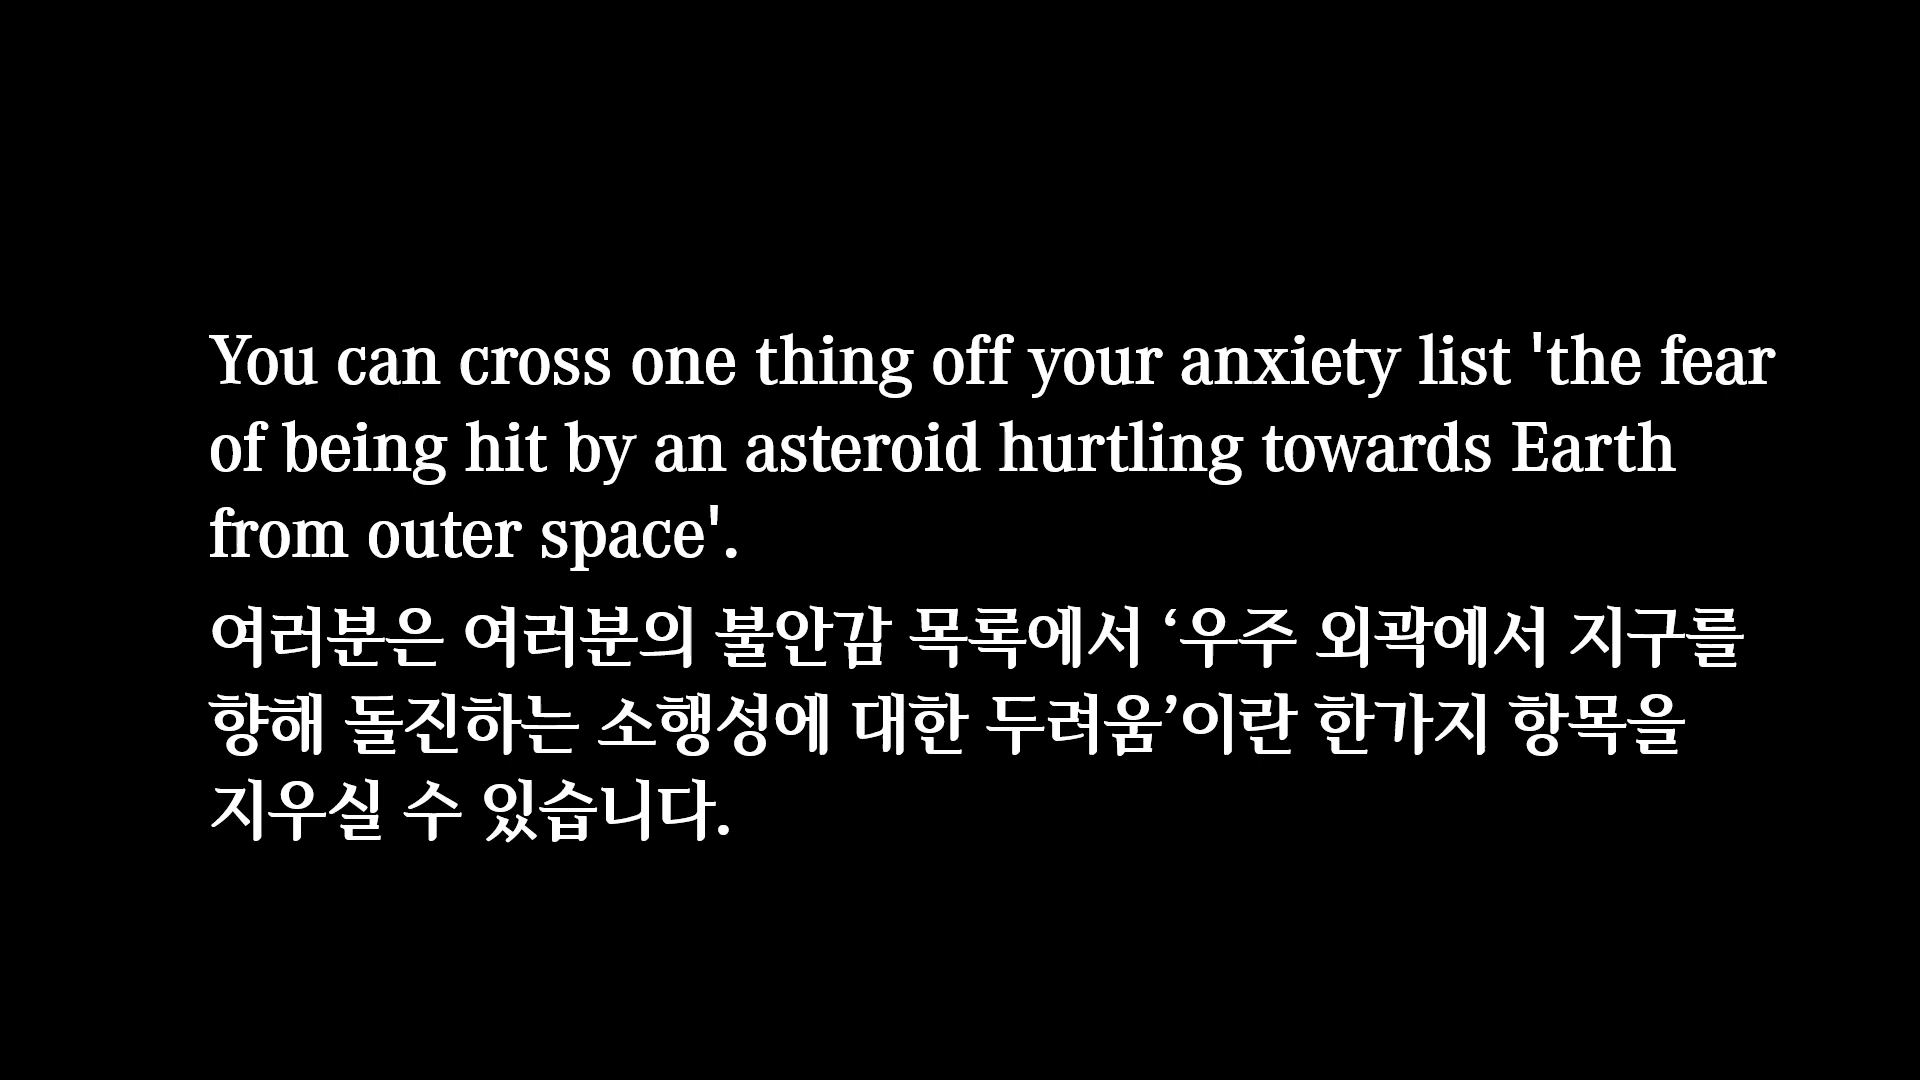 You can cross one thing off your anxiety list 'the fear
of being hit by an asteroid hurtling towards Earth
from outer space'.
여러분은 여러분의 불안감 목록에서 ‘우주 외곽에서 지구를
향해 돌진하는 소행성에 대한 두려움’이란 한가지 항목을
지우실 수 있습니다.